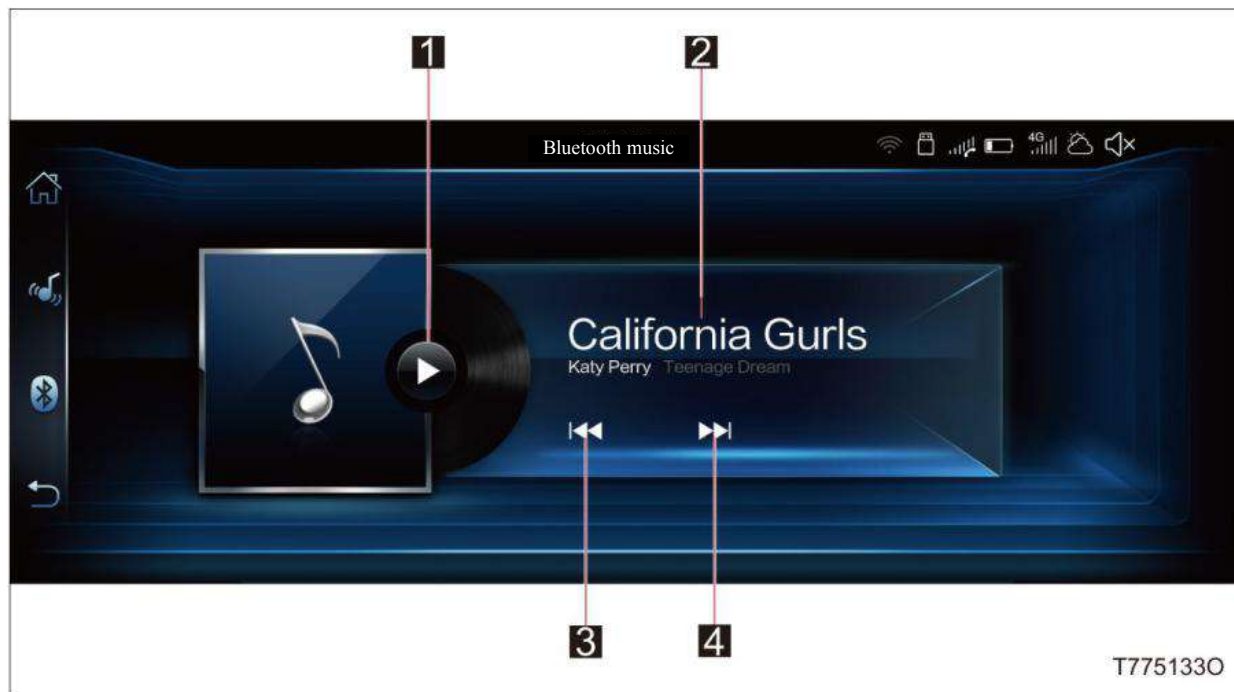 1 2
Bluetooth music
4G
California Gurls
Katy Perry Teenage Dream
3 4
T775133O